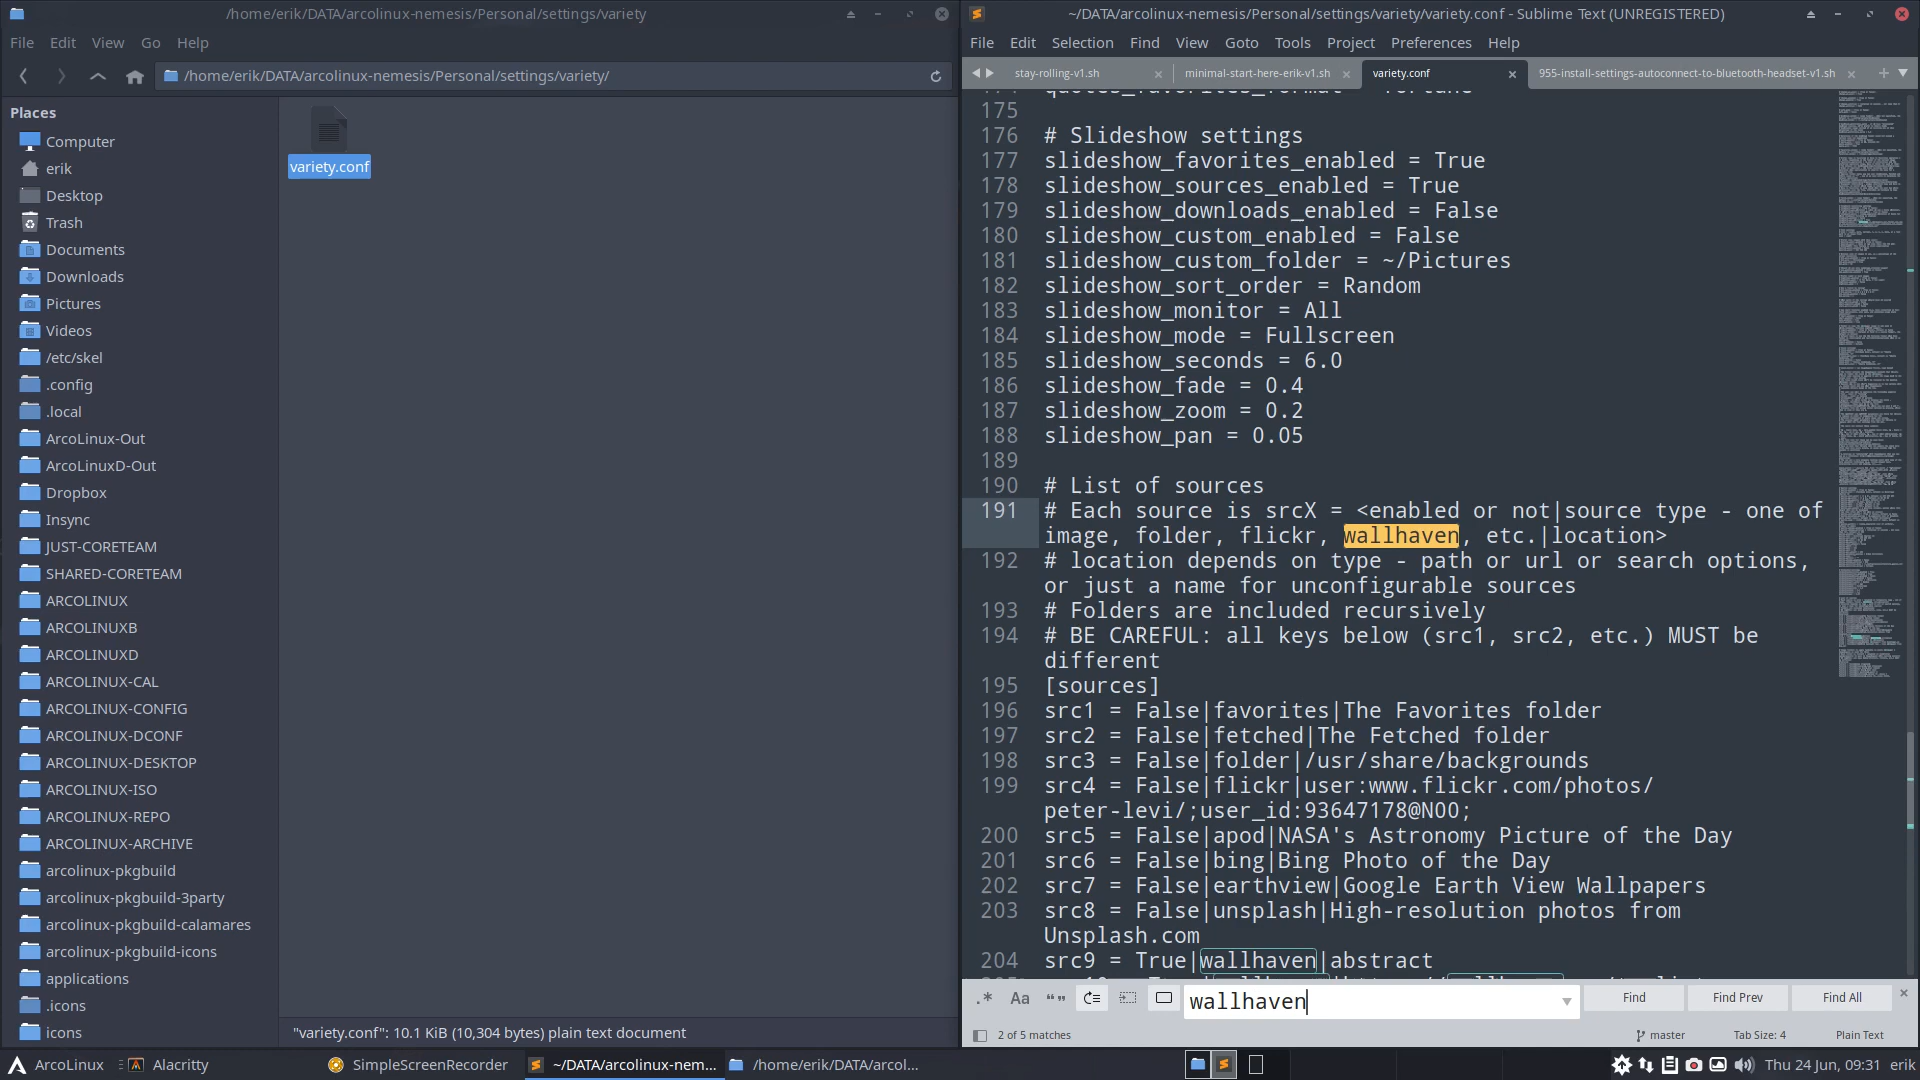 /home/erik/DATA/arcolinux-nemesis/Personal/settings/variety
File Edit View Go Help
/home/erik/DATA/arcolinux-nemesis/Personal/settings/variety/
Places
Computer
erik
Desktop
Trash
Documents
Downloads
Pictures
Videos
/etc/skel
.config
.local
ArcoLinux-Out
ArcoLinuxD-Out
Dropbox
Insync
JUST-CORETEAM
SHARED-CORETEAM
ARCOLINUX
ARCOLINUXB
ARCOLINUXD
ARCOLINUX-CAL
ARCOLINUX-CONFIG
ARCOLINUX-DCONF
ARCOLINUX-DESKTOP
ARCOLINUX-ISO
ARCOLINUX-REPO
ARCOLINUX-ARCHIVE
arcolinux-pkgbuild
arcolinux-pkgbuild-3party
arcolinux-pkgbuild-calamares
arcolinux-pkgbuild-icons
applications
.icons
icons
variety.conf
"variety.conf": 10.1 KiB (10,304 bytes) plain text document
~/DATA/arcolinux-nemesis/Personal/settings/variety/variety.conf - Sublime Text (UNREGISTERED)
File Edit Selection Find View Goto Tools Project Preferences Help
stay-rolling-v1.sh minimal-start-here-erik-v1.sh variety.conf 955-install-settings-autoconnect-to-bluetooth-headset-v1.sh
175
176 # Slideshow settings
177 slideshow_favorites_enabled = True
178 slideshow_sources_enabled = True
179 slideshow_downloads_enabled = False
180 slideshow_custom_enabled = False
181 slideshow_custom_folder = ~/Pictures
182 slideshow_sort_order = Random
183 slideshow_monitor = All
184 slideshow_mode = Fullscreen
185 slideshow_seconds = 6.0
186 slideshow_fade = 0.4
187 slideshow_zoom = 0.2
188 slideshow_pan = 0.05
189
190 # List of sources
191 # Each source is srcX = <enabled or not|source type - one of
image, folder, flickr, wallhaven, etc.|location>
192 # location depends on type - path or url or search options,
or just a name for unconfigurable sources
193 # Folders are included recursively
194 # BE CAREFUL: all keys below (src1, src2, etc.) MUST be
different
195 [sources]
196 src1 = False|favorites|The Favorites folder
197 src2 = False|fetched|The Fetched folder
198 src3 = False|folder|/usr/share/backgrounds
199 src4 = False|flickr|user:www.flickr.com/photos/
peter-levi/;user_id:93647178@N00;
200 src5 = False|apod|NASA's Astronomy Picture of the Day
201 src6 = False|bing|Bing Photo of the Day
202 src7 = False|earthview|Google Earth View Wallpapers
203 src8 = False|unsplash|High-resolution photos from
Unsplash.com
204 src9 = True|wallhaven|abstract
.* Aa “” wallhaven Find Find Prev Find All
2 of 5 matches master Tab Size: 4 Plain Text
ArcoLinux Alacritty SimpleScreenRecorder ~/DATA/arcolinux-nem... /home/erik/DATA/arcol... Thu 24 Jun, 09:31 erik